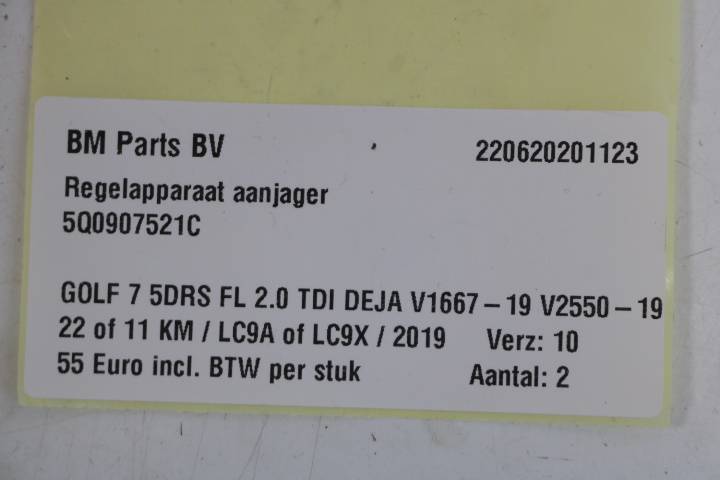 BM Parts BV 220620201123
Regelapparaat aanjager
5Q0907521C
GOLF 7 5DRS FL 2.0 TDI DEJA V1667 – 19 V2550 – 19
22 of 11 KM / LC9A of LC9X / 2019 Verz: 10
55 Euro incl. BTW per stuk Aantal: 2